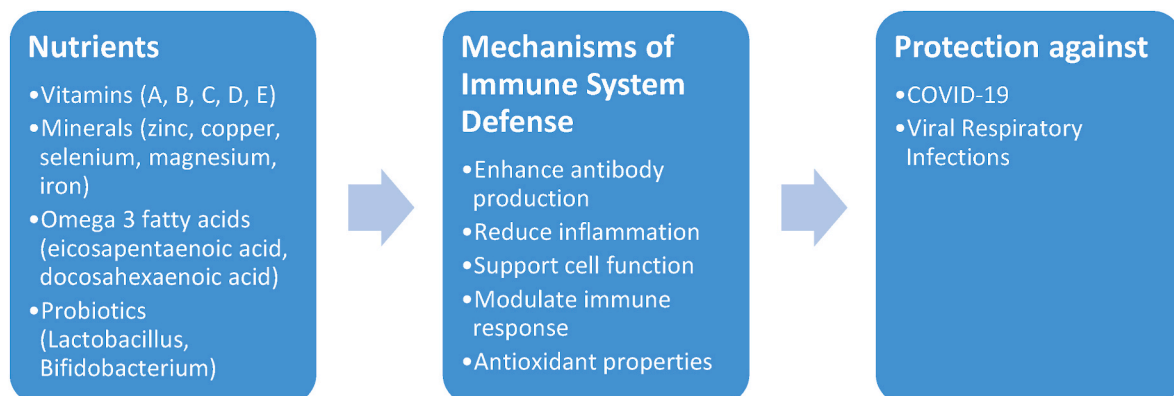 Nutrients
•Vitamins (A, B, C, D, E)
•Minerals (zinc, copper,
selenium, magnesium,
iron)
•Omega 3 fatty acids
(eicosapentaenoic acid,
docosahexaenoic acid)
•Probiotics
(Lactobacillus,
Bifidobacterium)
Mechanisms of
Immune System
Defense
•Enhance antibody
production
•Reduce inflammation
•Support cell function
•Modulate immune
response
•Antioxidant properties
Protection against
•COVID-19
•Viral Respiratory
Infections